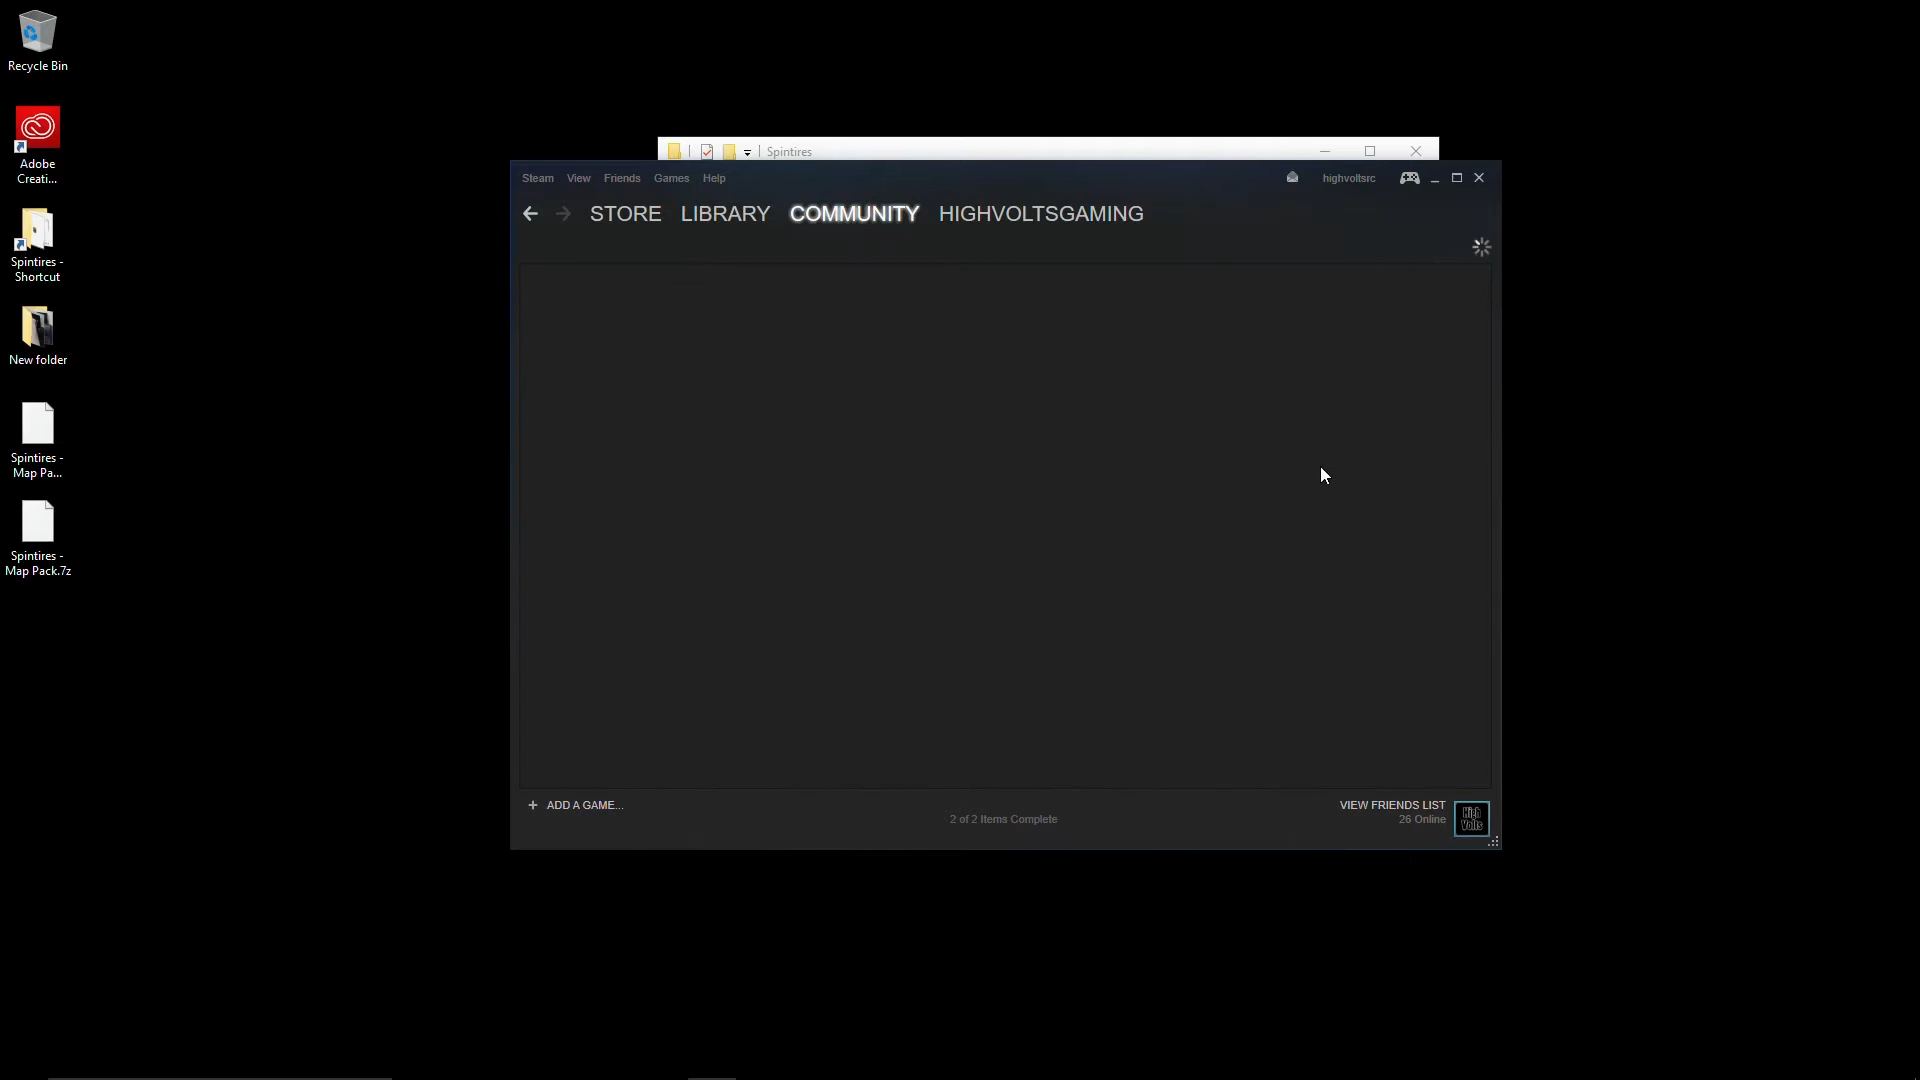 Recycle Bin
Adobe
Creati...
Spintires -
Shortcut
New folder
Spintires -
Map Pa...
Spintires -
Map Pack.7z
Spintires
Steam View Friends Games Help highvoltsrc
STORE LIBRARY COMMUNITY HIGHVOLTSGAMING
+ ADD A GAME...
2 of 2 Items Complete
VIEW FRIENDS LIST
26 Online
High
Volts